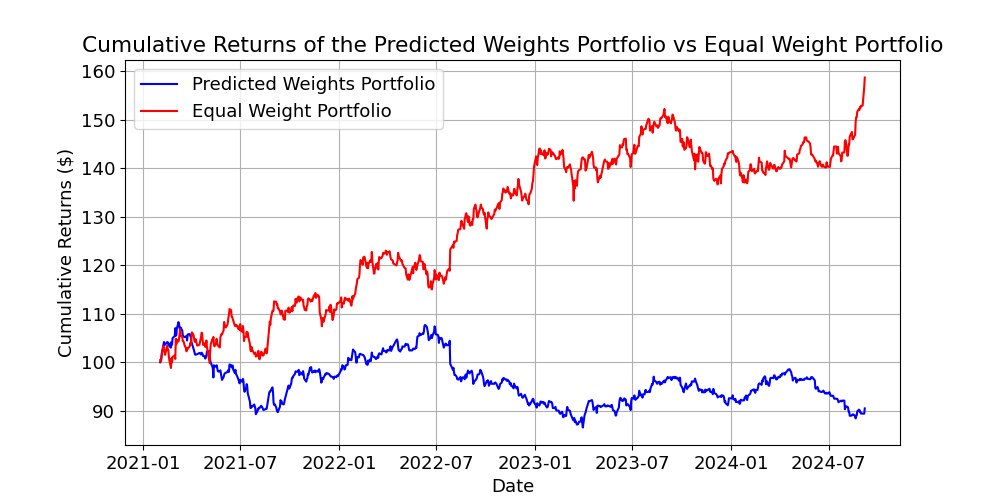 Cumulative Returns of the Predicted Weights Portfolio vs Equal Weight Portfolio
Predicted Weights Portfolio
Equal Weight Portfolio
Cumulative Returns ($)
160
150
140
130
120
110
100
90
2021-01 2021-07 2022-01 2022-07 2023-01 2023-07 2024-01 2024-07
Date